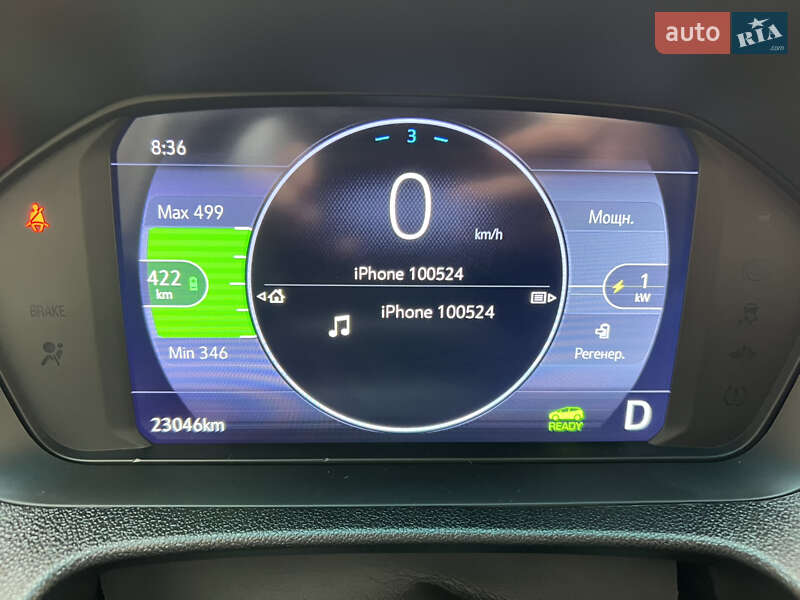 auto RIA .com
3
8:36
Max 499
0
km/h
Мощн.
422
km
iPhone 100524
iPhone 100524
1
kW
BRAKE
Min 346
Регенер.
23046km
READY
D